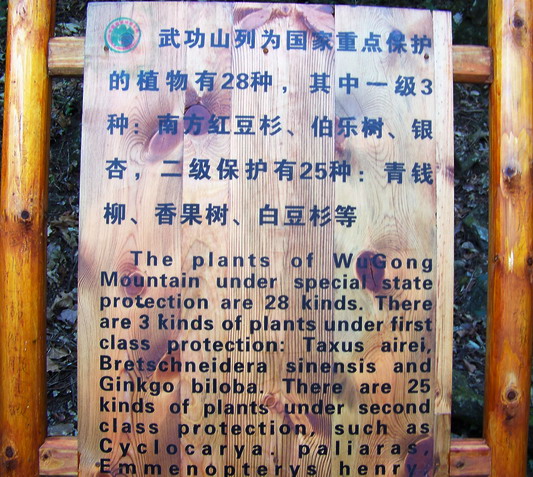 武功山列为国家重点保护
的植物有28种，其中一级3
种：南方红豆杉、伯乐树、银
杏，二级保护有25种：青钱
柳、香果树、白豆杉等
The plants of WuGong
Mountain under special state
protection are 28 kinds. There
are 3 kinds of plants under first
class protection: Taxus airei,
Bretschneidera sinensis and
Ginkgo biloba. There are 25
kinds of plants under second
class protection, such as
Cyclocarya. paliaras,
Emmenopterys henry,